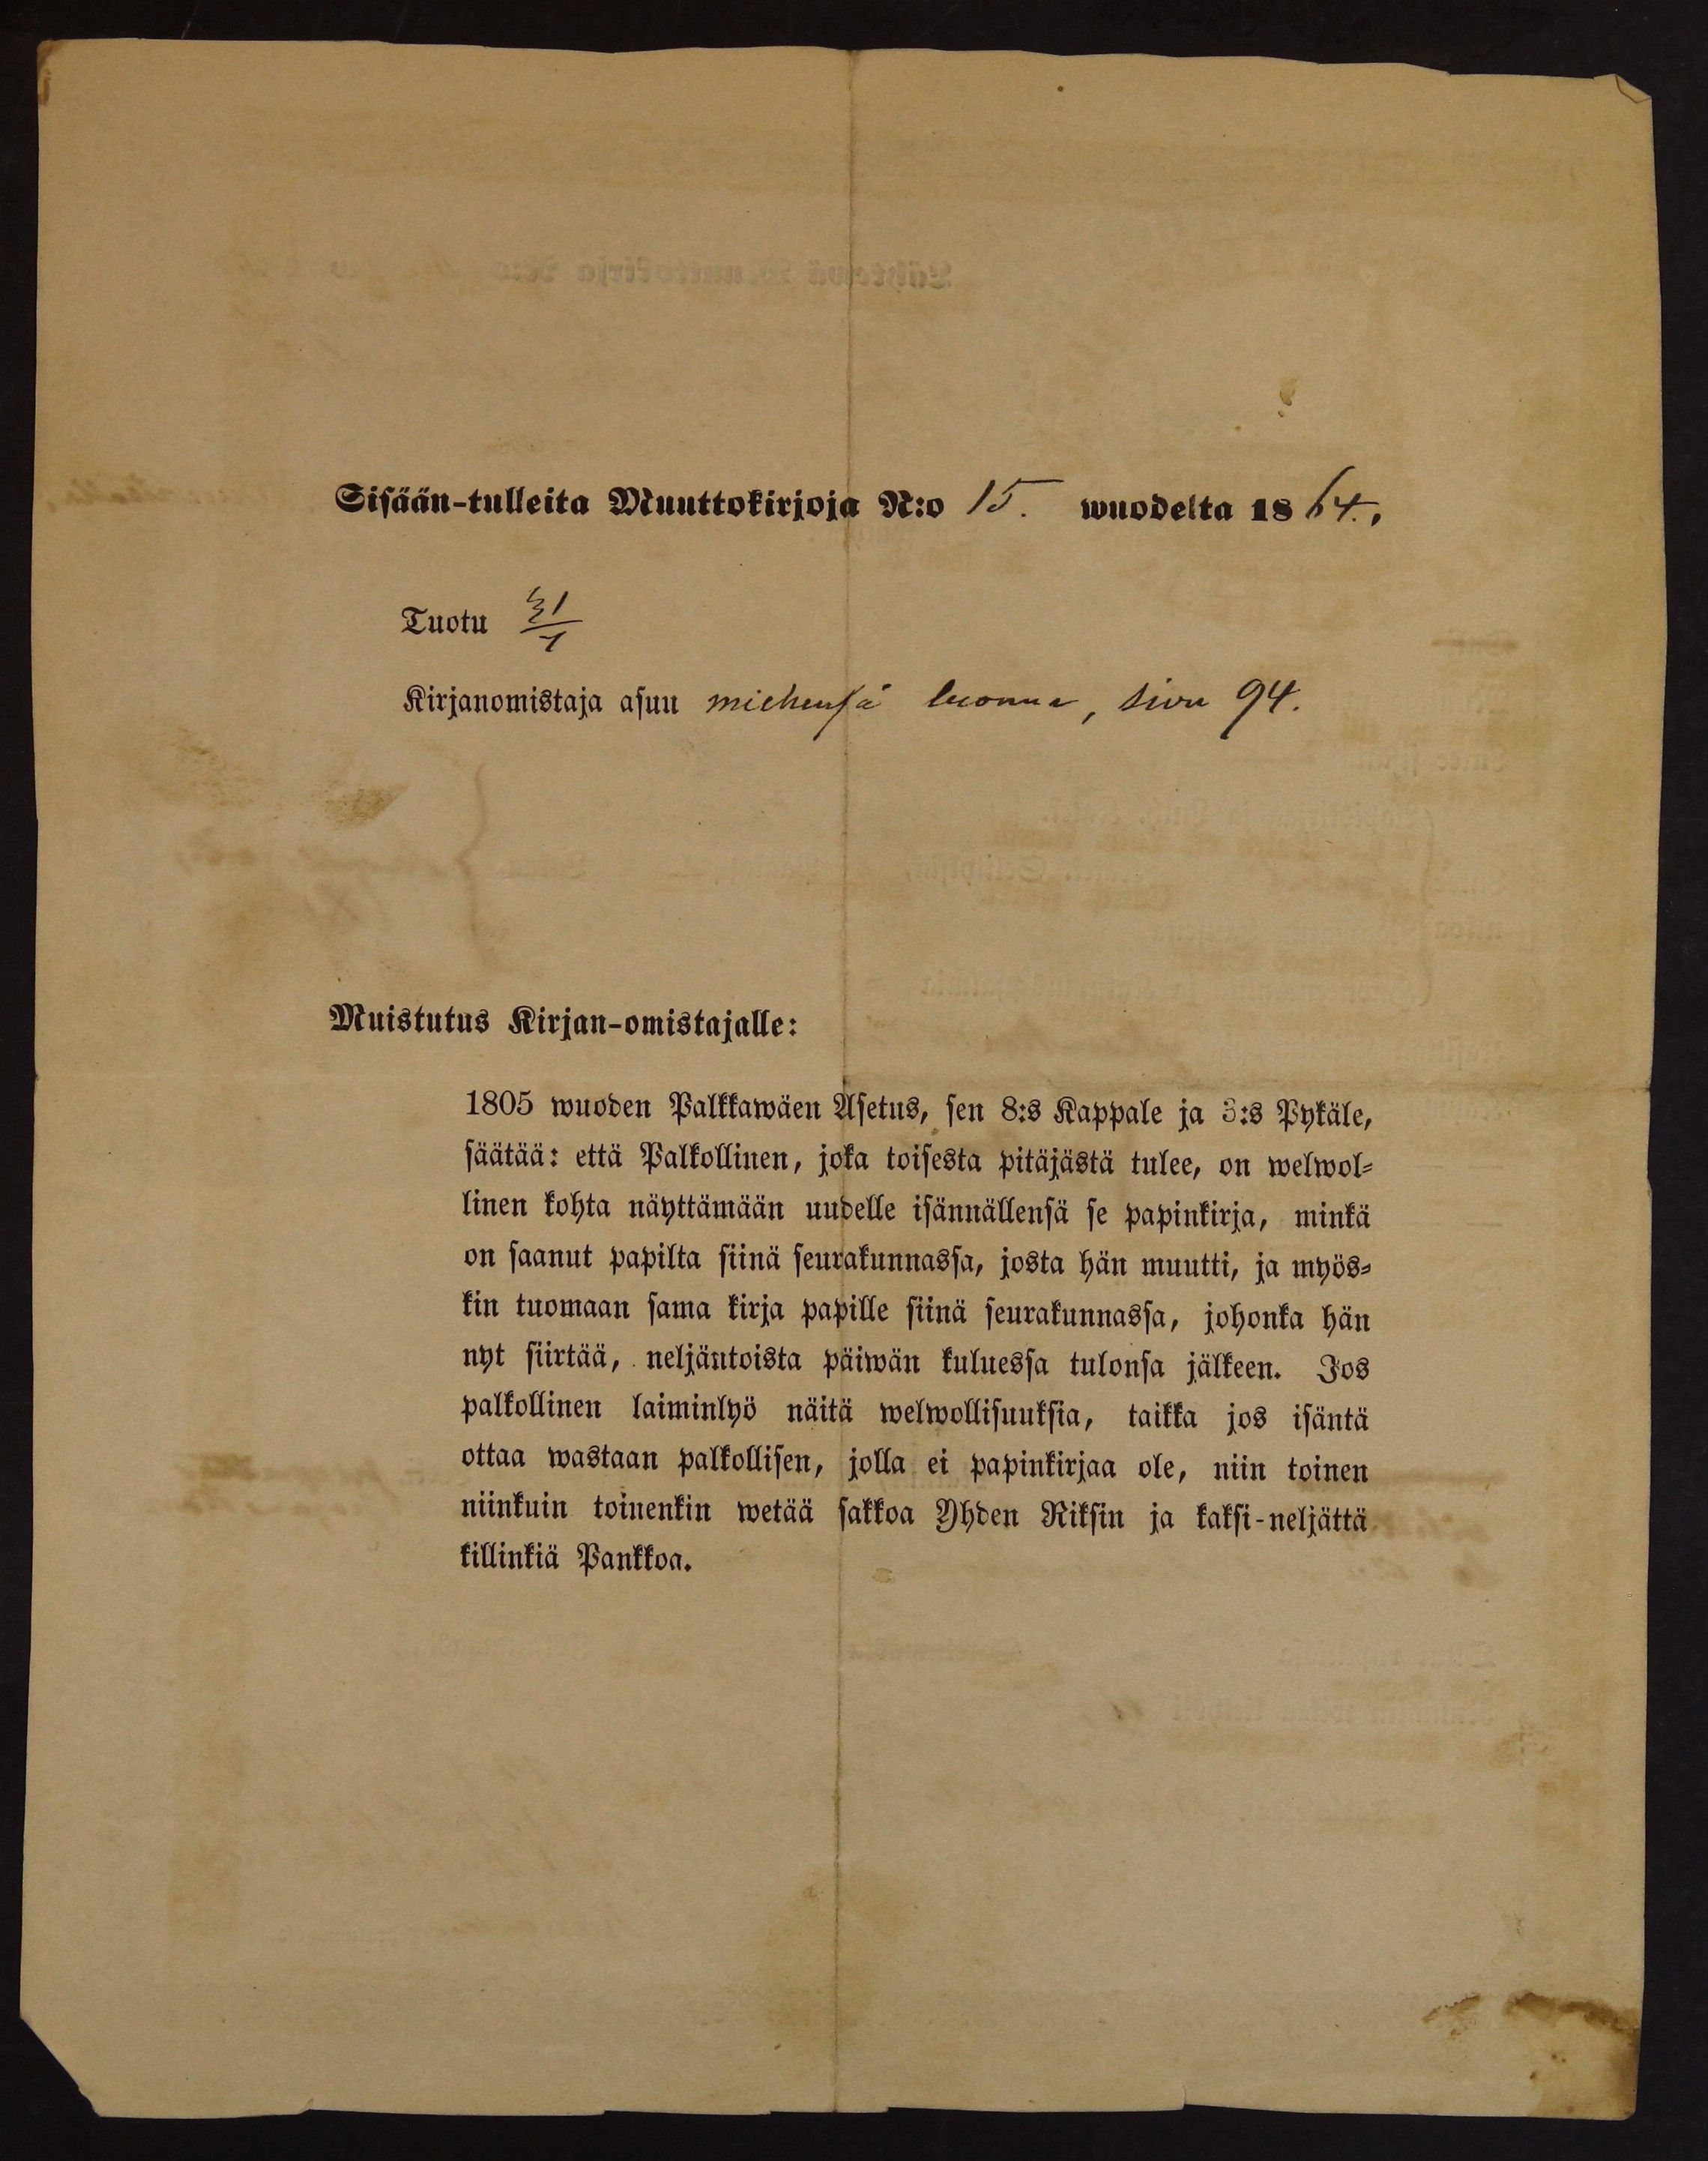 Sisään-tulleita Muuttokirjoja N:o 15. wuodelta 1864.,
Tuotu 31/1
Kirjanomistaja asuu miehensä luonna, sivu 94.
Muistutus Kirjan-omistajalle:
1805 wuoden Palkkawäen Asetus, sen 8:s Kappale ja 3:s Pykäle,
säätää: että Palkollinen, joka toisesta pitäjästä tulee, on welwol-
linen kohta näyttämään uudelle isännällensä se papinkirja, minkä
on saanut papilta siinä seurakunnassa, josta hän muutti, ja myös-
kin tuomaan sama kirja papille siinä seurakunnassa, johonka hän
nyt siirtää, neljäntoista päiwän kuluessa tulonsa jälkeen. Jos
palkollinen laiminlyö näitä welwollisuuksia, taikka jos isäntä
ottaa wastaan palkollisen, jolla ei papinkirjaa ole, niin toinen
niinkuin toinenkin wetää sakkoa Yhden Riksin ja kaksi-neljättä
killinkiä Pankkoa.